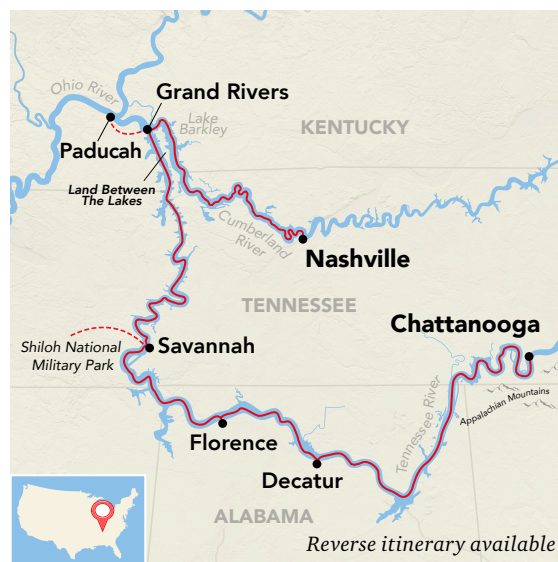 Ohio River
Grand Rivers
Lake
Barkley
KENTUCKY
Paducah
Land Between
The Lakes
Cumberland
River
Nashville
TENNESSEE
Chattanooga
Shiloh National
Military Park
Savannah
Tennessee River
Appalachian Mountains
Florence
Decatur
ALABAMA
Reverse itinerary available